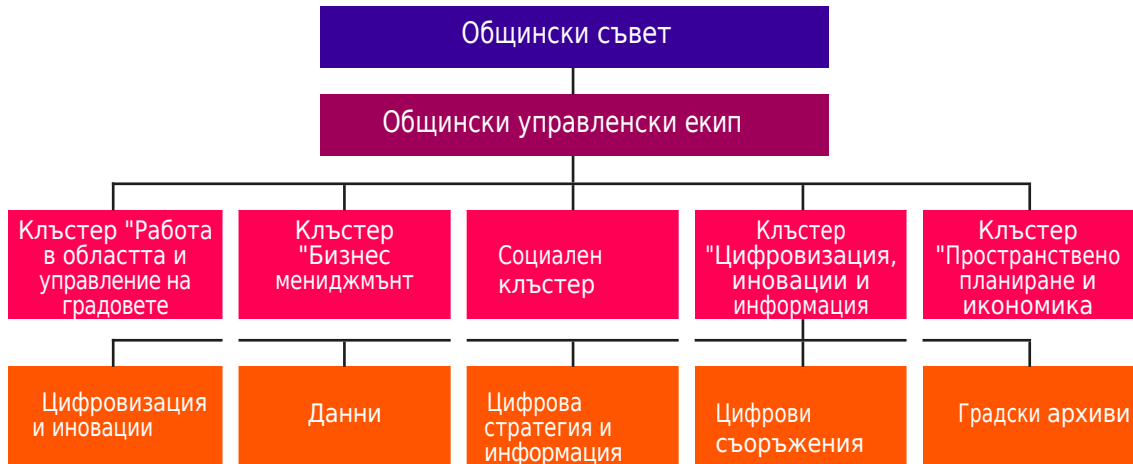 Общински съвет
Общински управленски екип
Клъстер "Работа
в областта и
управление на
градовете
Клъстер
"Бизнес
мениджмънт
Социален
клъстер
Клъстер
"Цифровизация,
иновации и
информация
Клъстер
"Пространствено
планиране и
икономика
Цифровизация
и иновации
Данни
Цифрова
стратегия и
информация
Цифрови
съоръжения
Градски архиви